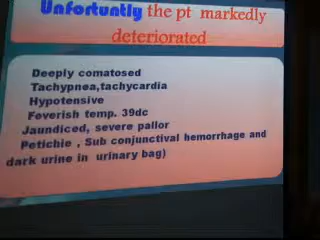 Unfortuntly the pt markedly
deteriorated
Deeply comatosed
Tachypnea,tachycardia
Hypotensive
Feverish temp. 39dc
Jaundiced, severe pallor
Petichie , Sub conjunctival hemorrhage and
dark urine in urinary bag)